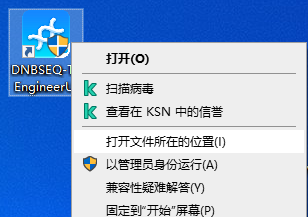 DNBSEQ-T
EngineerU
打开(O)
扫描病毒
查看在 KSN 中的信誉
打开文件所在的位置(I)
以管理员身份运行(A)
兼容性疑难解答(Y)
固定到"开始"屏幕(P)